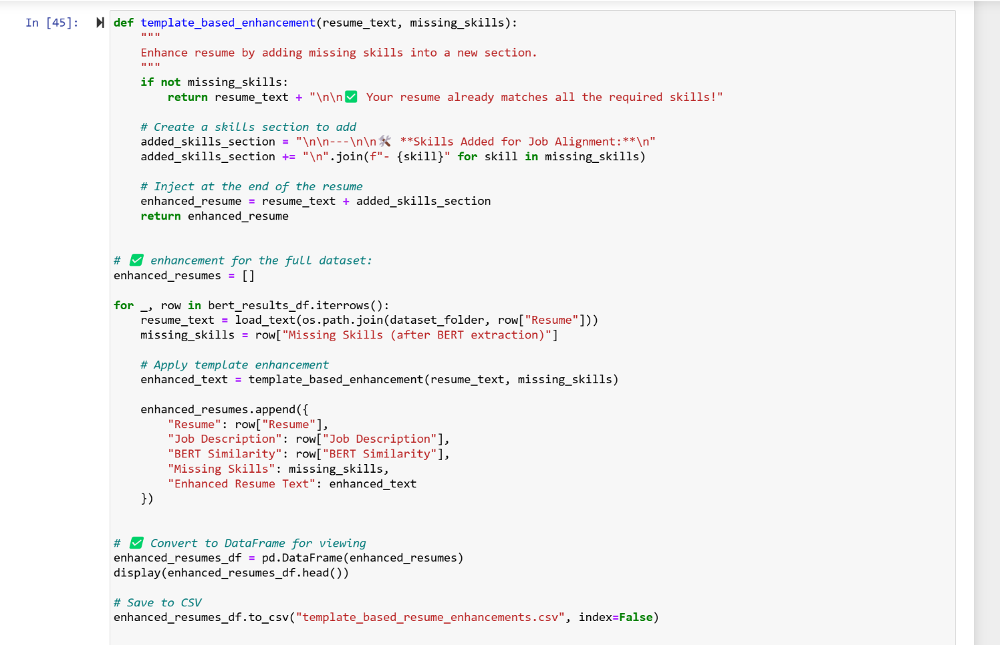 In [45]:
def template_based_enhancement(resume_text, missing_skills):
    """
    Enhance resume by adding missing skills into a new section.
    """
    if not missing_skills:
        return resume_text + "\n\n✅ Your resume already matches all the required skills!"

    # Create a skills section to add
    added_skills_section = "\n\n---\n\n🛠️ **Skills Added for Job Alignment:**\n"
    added_skills_section += "\n".join(f"- {skill}" for skill in missing_skills)

    # Inject at the end of the resume
    enhanced_resume = resume_text + added_skills_section
    return enhanced_resume


# ✅ enhancement for the full dataset:
enhanced_resumes = []

for _, row in bert_results_df.iterrows():
    resume_text = load_text(os.path.join(dataset_folder, row["Resume"]))
    missing_skills = row["Missing Skills (after BERT extraction)"]

    # Apply template enhancement
    enhanced_text = template_based_enhancement(resume_text, missing_skills)

    enhanced_resumes.append({
        "Resume": row["Resume"],
        "Job Description": row["Job Description"],
        "BERT Similarity": row["BERT Similarity"],
        "Missing Skills": missing_skills,
        "Enhanced Resume Text": enhanced_text
    })


# ✅ Convert to DataFrame for viewing
enhanced_resumes_df = pd.DataFrame(enhanced_resumes)
display(enhanced_resumes_df.head())

# Save to CSV
enhanced_resumes_df.to_csv("template_based_resume_enhancements.csv", index=False)